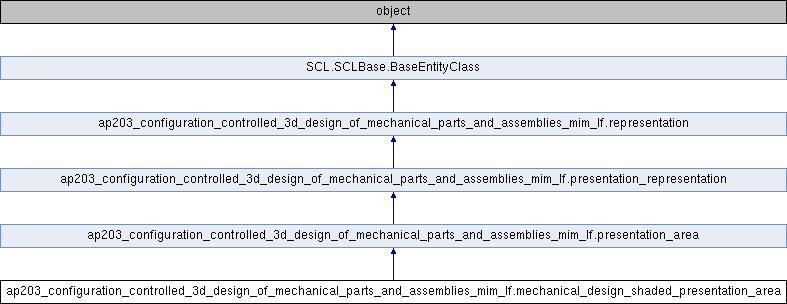 object
SCL.SCLBase.BaseEntityClass
ap203_configuration_controlled_3d_design_of_mechanical_parts_and_assemblies_mim_lf.representation
ap203_configuration_controlled_3d_design_of_mechanical_parts_and_assemblies_mim_lf.presentation_representation
ap203_configuration_controlled_3d_design_of_mechanical_parts_and_assemblies_mim_lf.presentation_area
ap203_configuration_controlled_3d_design_of_mechanical_parts_and_assemblies_mim_lf.mechanical_design_shaded_presentation_area